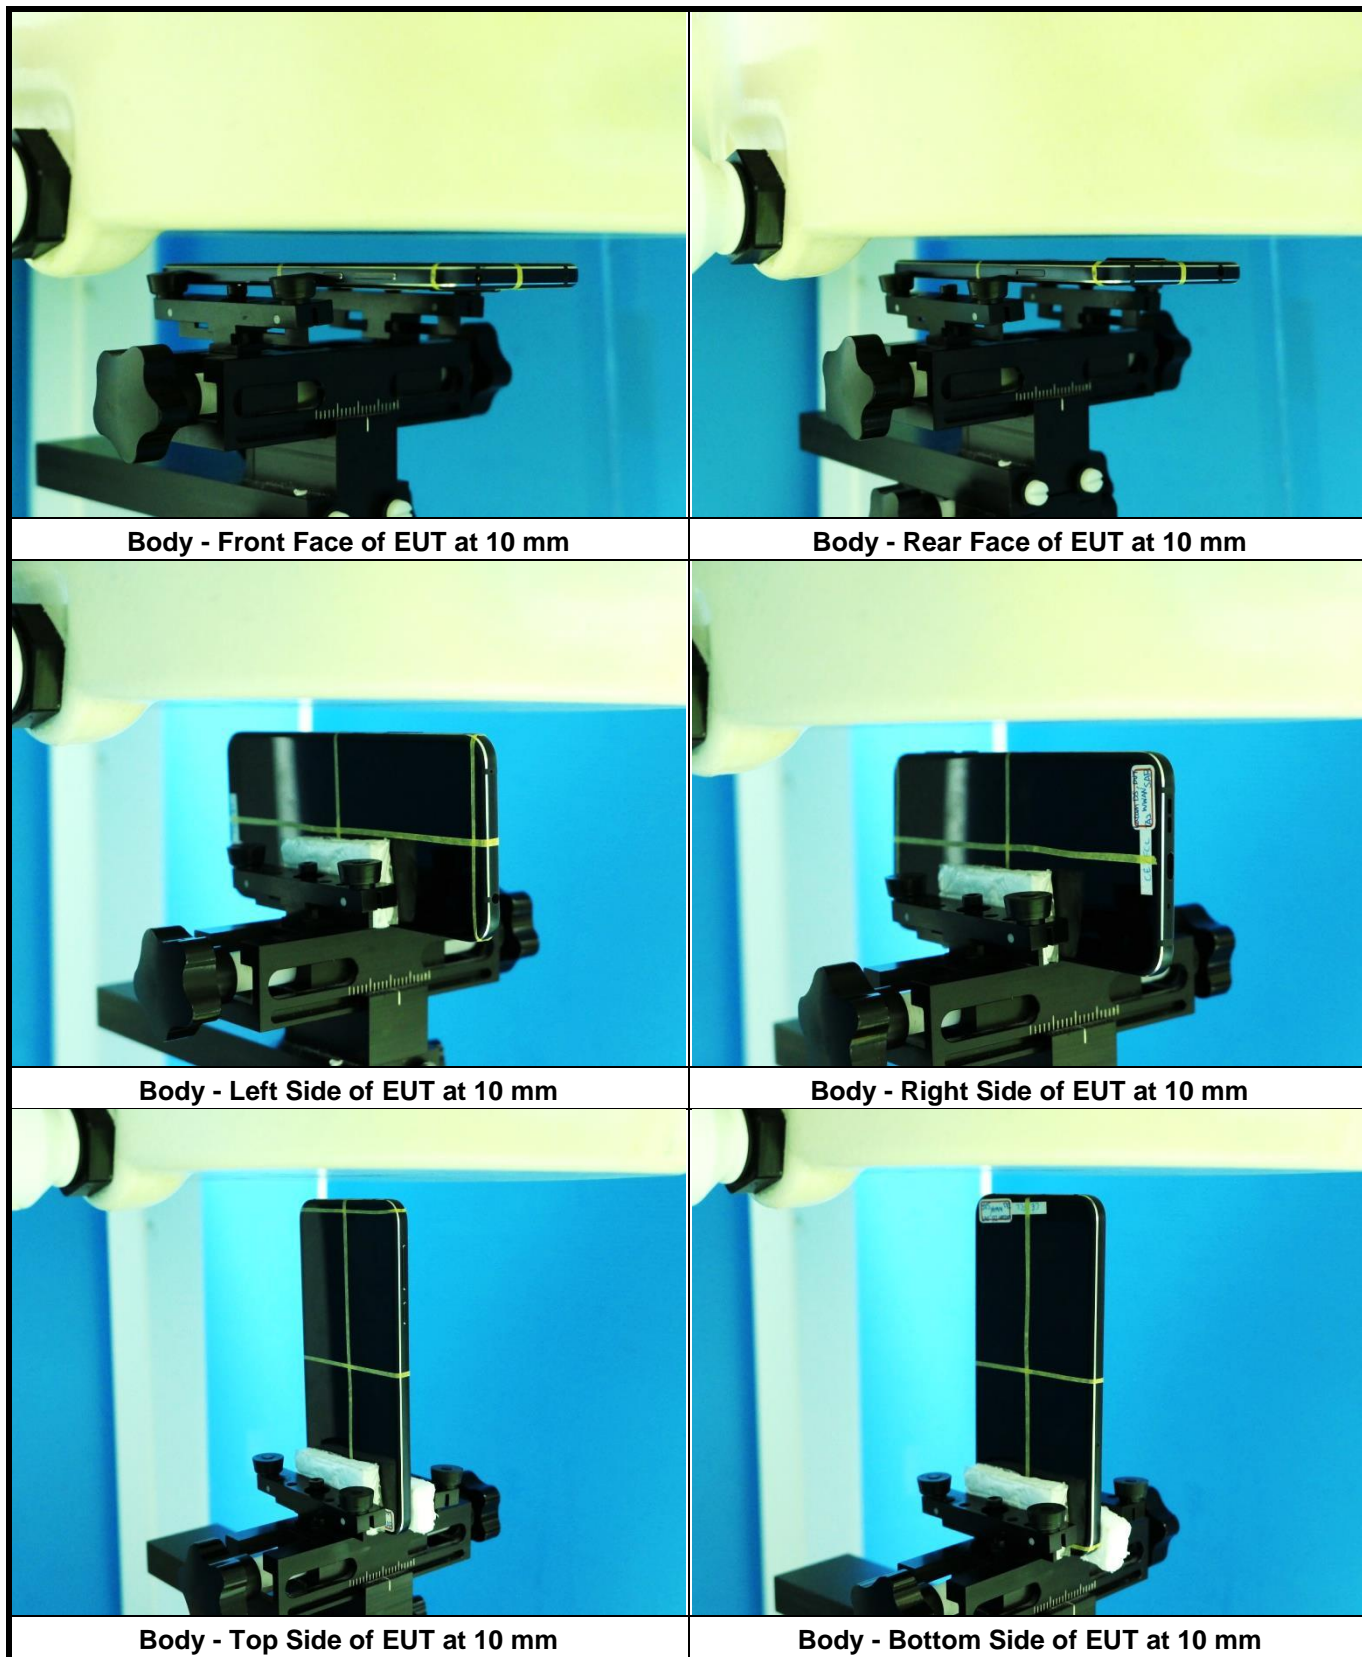 Body - Front Face of EUT at 10 mm
Body - Rear Face of EUT at 10 mm
Body - Left Side of EUT at 10 mm
Body - Right Side of EUT at 10 mm
Body - Top Side of EUT at 10 mm
Body - Bottom Side of EUT at 10 mm